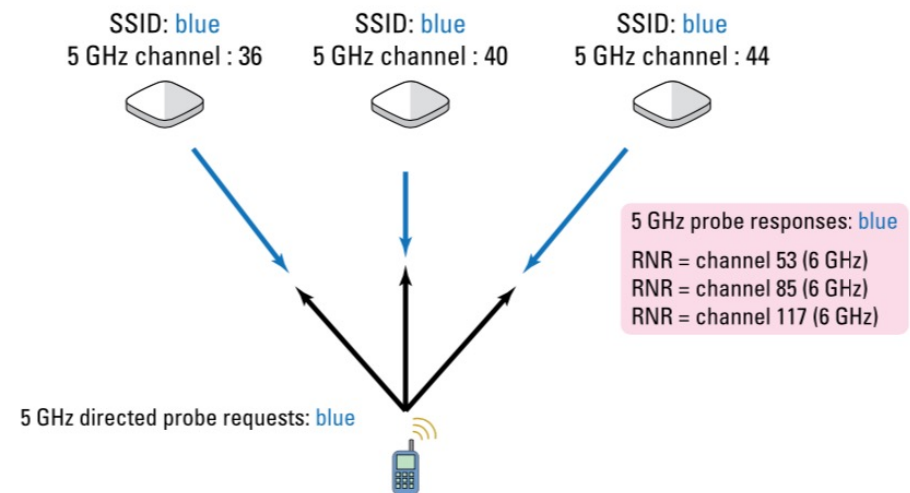 SSID: blue
5 GHz channel : 36
SSID: blue
5 GHz channel : 40
SSID: blue
5 GHz channel : 44
5 GHz probe responses: blue
RNR = channel 53 (6 GHz)
RNR = channel 85 (6 GHz)
RNR = channel 117 (6 GHz)
5 GHz directed probe requests: blue